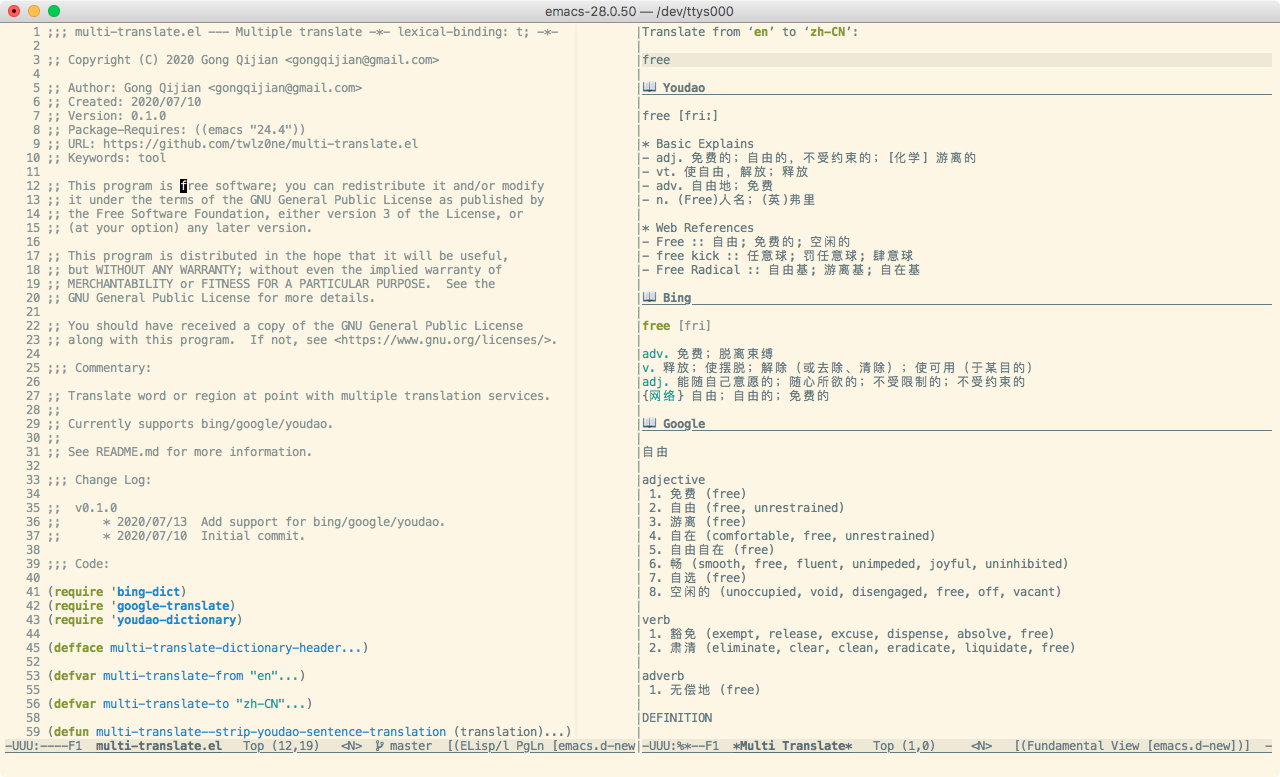 emacs-28.0.50 — /dev/ttys000
1 ;;; multi-translate.el --- Multiple translate -*- lexical-binding: t; -*-
2
3 ;; Copyright (C) 2020 Gong Qijian <gongqijian@gmail.com>
4
5 ;; Author: Gong Qijian <gongqijian@gmail.com>
6 ;; Created: 2020/07/10
7 ;; Version: 0.1.0
8 ;; Package-Requires: ((emacs "24.4"))
9 ;; URL: https://github.com/twlz0ne/multi-translate.el
10 ;; Keywords: tool
11
12 ;; This program is free software; you can redistribute it and/or modify
13 ;; it under the terms of the GNU General Public License as published by
14 ;; the Free Software Foundation, either version 3 of the License, or
15 ;; (at your option) any later version.
16
17 ;; This program is distributed in the hope that it will be useful,
18 ;; but WITHOUT ANY WARRANTY; without even the implied warranty of
19 ;; MERCHANTABILITY or FITNESS FOR A PARTICULAR PURPOSE.  See the
20 ;; GNU General Public License for more details.
21
22 ;; You should have received a copy of the GNU General Public License
23 ;; along with this program.  If not, see <https://www.gnu.org/licenses/>.
24
25 ;;; Commentary:
26
27 ;; Translate word or region at point with multiple translation services.
28 ;;
29 ;; Currently supports bing/google/youdao.
30 ;;
31 ;; See README.md for more information.
32
33 ;;; Change Log:
34
35 ;;  v0.1.0
36 ;;      * 2020/07/13  Add support for bing/google/youdao.
37 ;;      * 2020/07/10  Initial commit.
38
39 ;;; Code:
40
41 (require 'bing-dict)
42 (require 'google-translate)
43 (require 'youdao-dictionary)
44
45 (defface multi-translate-dictionary-header...)
52
53 (defvar multi-translate-from "en"...)
55
56 (defvar multi-translate-to "zh-CN"...)
58
59 (defun multi-translate--strip-youdao-sentence-translation (translation)...)
-UUU:----F1  multi-translate.el   Top (12,19)   <N>  master  [(ELisp/l PgLn [emacs.d-new
Translate from ‘en’ to ‘zh-CN’:
free
📖 Youdao
free [fri:]
* Basic Explains
- adj. 免费的; 自由的, 不受约束的; [化学] 游离的
- vt. 使自由, 解放; 释放
- adv. 自由地; 免费
- n. (Free)人名; (英)弗里
* Web References
- Free :: 自由; 免费的; 空闲的
- free kick :: 任意球; 罚任意球; 肆意球
- Free Radical :: 自由基; 游离基; 自在基
📖 Bing
free [fri]
adv. 免费; 脱离束缚
v. 释放; 使摆脱; 解除 (或去除、清除) ; 使可用 (于某目的)
adj. 能随自己意愿的; 随心所欲的; 不受限制的; 不受约束的
{网络} 自由; 自由的; 免费的
📖 Google
自由
adjective
1. 免费 (free)
2. 自由 (free, unrestrained)
3. 游离 (free)
4. 自在 (comfortable, free, unrestrained)
5. 自由自在 (free)
6. 畅 (smooth, free, fluent, unimpeded, joyful, uninhibited)
7. 自选 (free)
8. 空闲的 (unoccupied, void, disengaged, free, off, vacant)
verb
1. 豁免 (exempt, release, excuse, dispense, absolve, free)
2. 肃清 (eliminate, clear, clean, eradicate, liquidate, free)
adverb
1. 无偿地 (free)
DEFINITION
-UUU:%*--F1  *Multi Translate*   Top (1,0)     <N>   [(Fundamental View [emacs.d-new])]  -